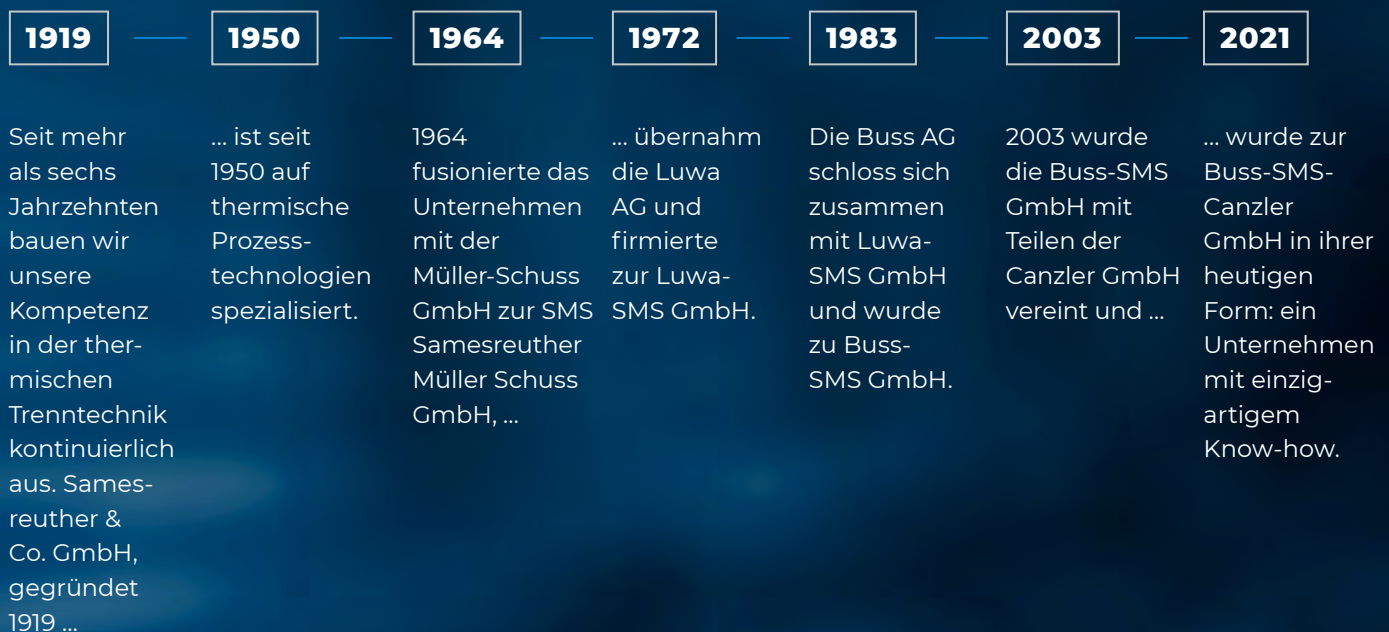 1919
1950
1964
1972
1983
2003
2021
Seit mehr
als sechs
Jahrzehnten
bauen wir
unsere
Kompetenz
in der ther-
mischen
Trenntechnik
kontinuierlich
aus. Sames-
reuther &
Co. GmbH,
gegründet
1919 ...
... ist seit
1950 auf
thermische
Prozess-
technologien
spezialisiert.
1964
fusionierte das
Unternehmen
mit der
Müller-Schuss
GmbH zur SMS
Samesreuther
Müller Schuss
GmbH, ...
... übernahm
die Luwa
AG und
firmierte
zur Luwa-
SMS GmbH.
Die Buss AG
schloss sich
zusammen
mit Luwa-
SMS GmbH
und wurde
zu Buss-
SMS GmbH.
2003 wurde
die Buss-SMS
GmbH mit
Teilen der
Canzler GmbH
vereint und ...
... wurde zur
Buss-SMS-
Canzler
GmbH in ihrer
heutigen
Form: ein
Unternehmen
mit einzig-
artigem
Know-how.